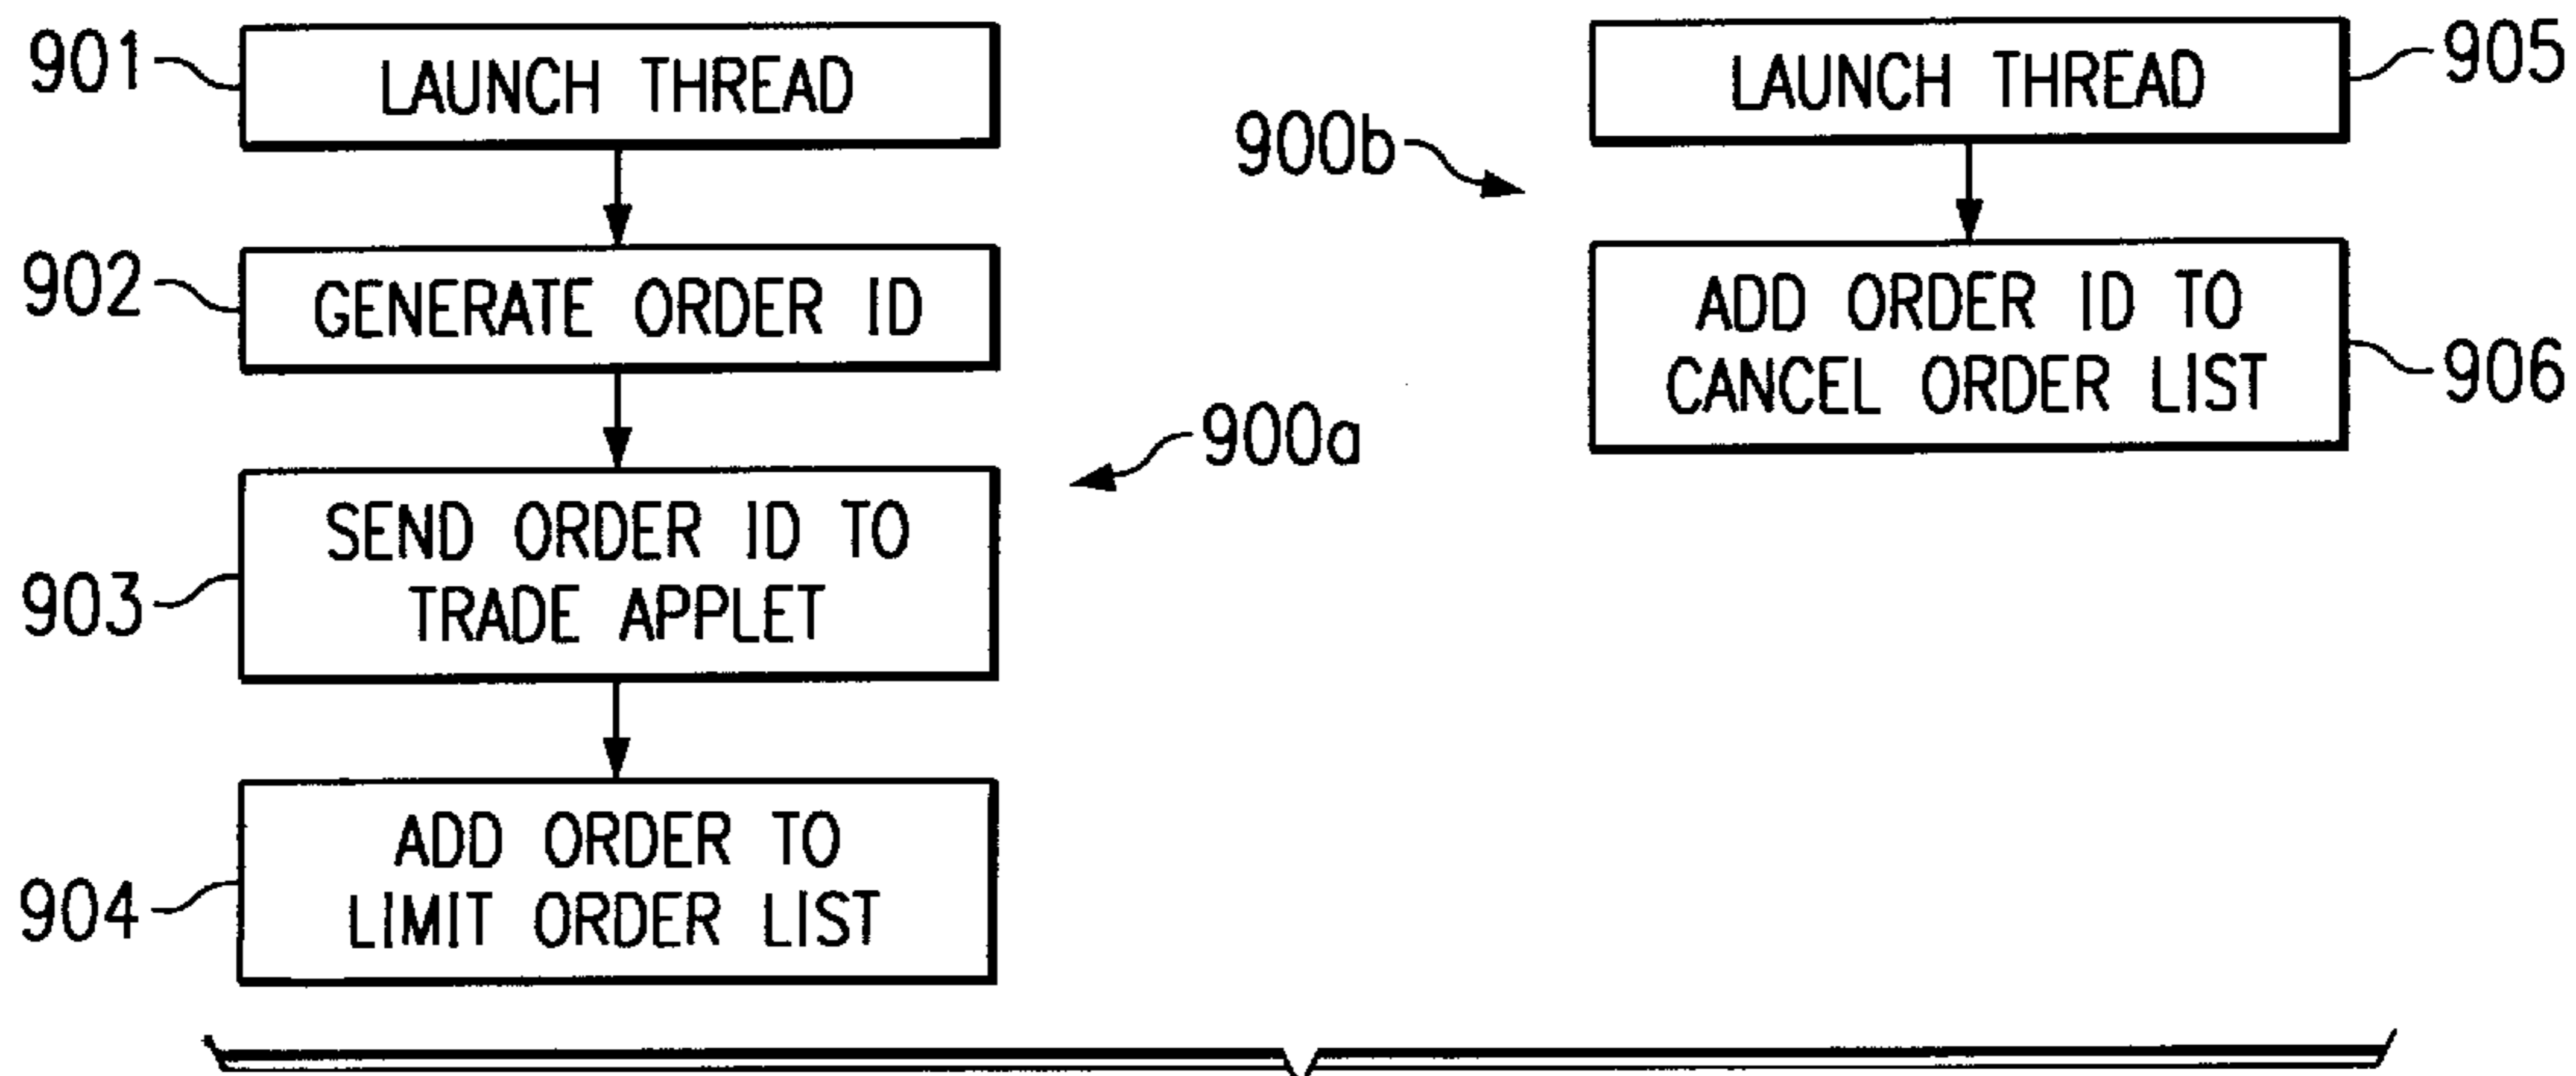 901
LAUNCH THREAD
902
GENERATE ORDER ID
900a
903
SEND ORDER ID TO
TRADE APPLET
904
ADD ORDER TO
LIMIT ORDER LIST
900b
LAUNCH THREAD
905
ADD ORDER ID TO
CANCEL ORDER LIST
906